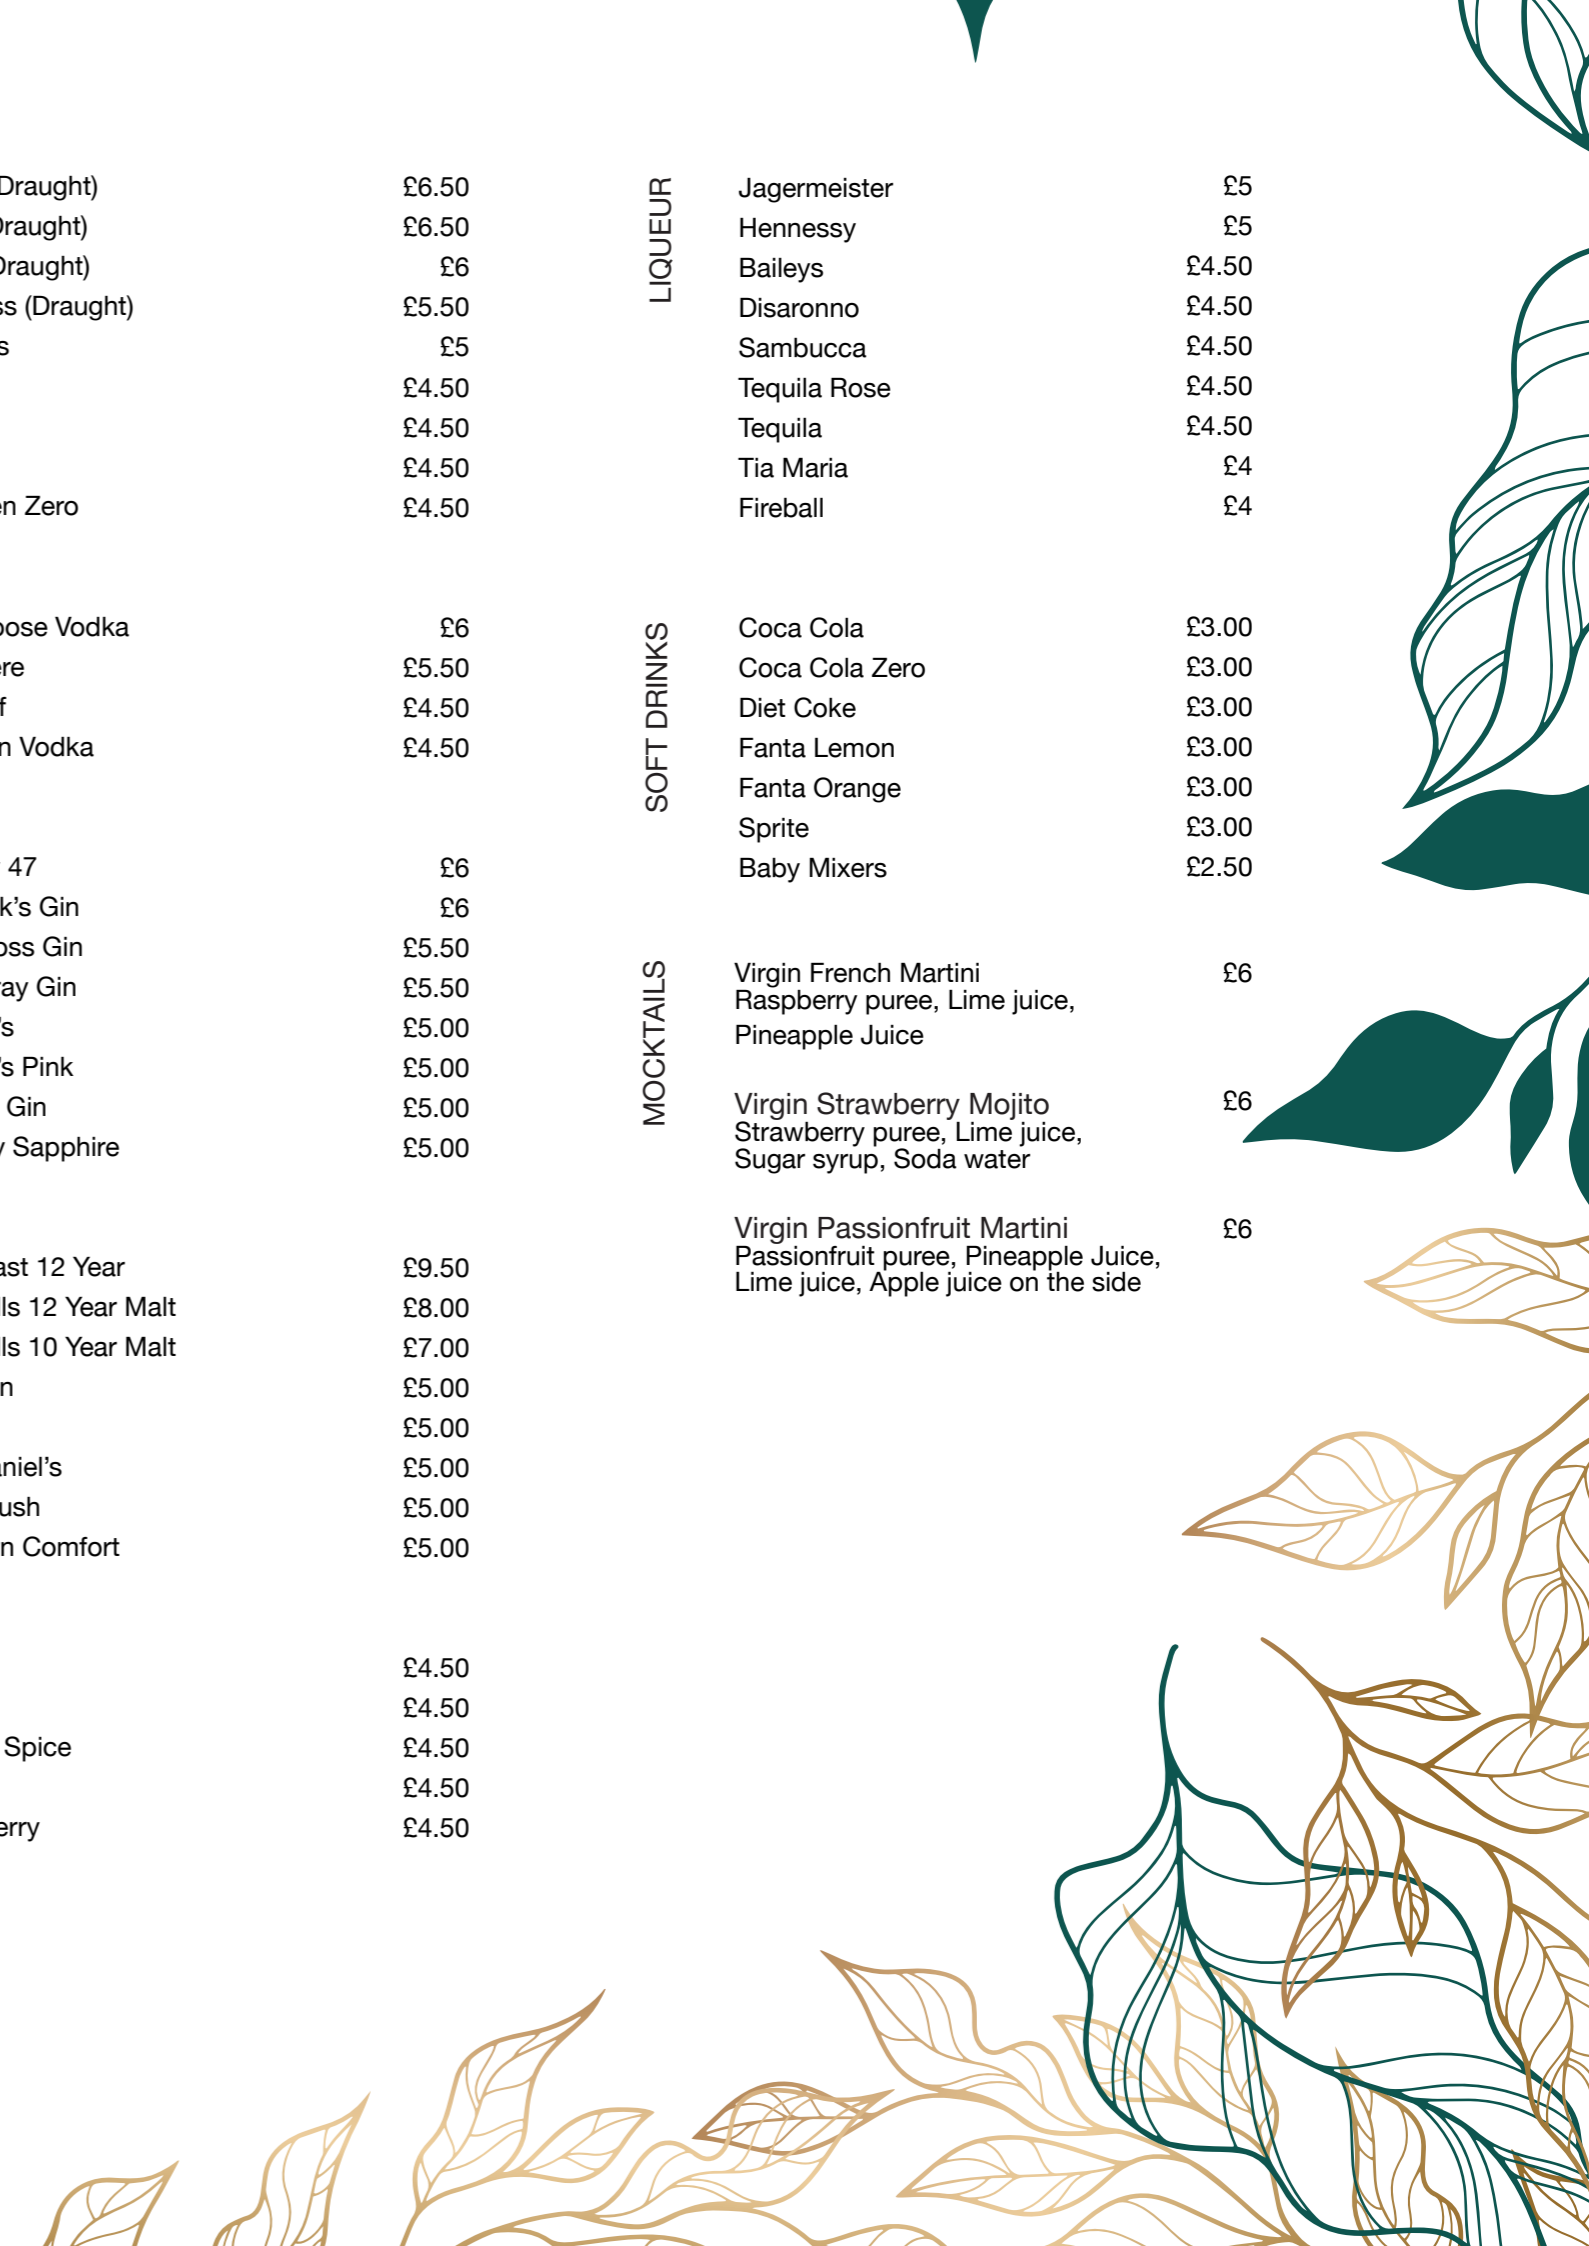 (Draught) £6.50
Draught) £6.50
Draught) £6
ss (Draught) £5.50
s £5
£4.50
£4.50
£4.50
en Zero £4.50
oose Vodka £6
ere £5.50
f £4.50
n Vodka £4.50
47 £6
k’s Gin £6
oss Gin £5.50
ray Gin £5.50
’s £5.00
’s Pink £5.00
Gin £5.00
y Sapphire £5.00
ast 12 Year £9.50
lls 12 Year Malt £8.00
lls 10 Year Malt £7.00
n £5.00
£5.00
aniel’s £5.00
ush £5.00
n Comfort £5.00
£4.50
£4.50
Spice £4.50
£4.50
erry £4.50
LIQUEUR
Jagermeister £5
Hennessy £5
Baileys £4.50
Disaronno £4.50
Sambucca £4.50
Tequila Rose £4.50
Tequila £4.50
Tia Maria £4
Fireball £4
SOFT DRINKS
Coca Cola £3.00
Coca Cola Zero £3.00
Diet Coke £3.00
Fanta Lemon £3.00
Fanta Orange £3.00
Sprite £3.00
Baby Mixers £2.50
MOCKTAILS
Virgin French Martini £6
Raspberry puree, Lime juice,
Pineapple Juice
Virgin Strawberry Mojito £6
Strawberry puree, Lime juice,
Sugar syrup, Soda water
Virgin Passionfruit Martini £6
Passionfruit puree, Pineapple Juice,
Lime juice, Apple juice on the side